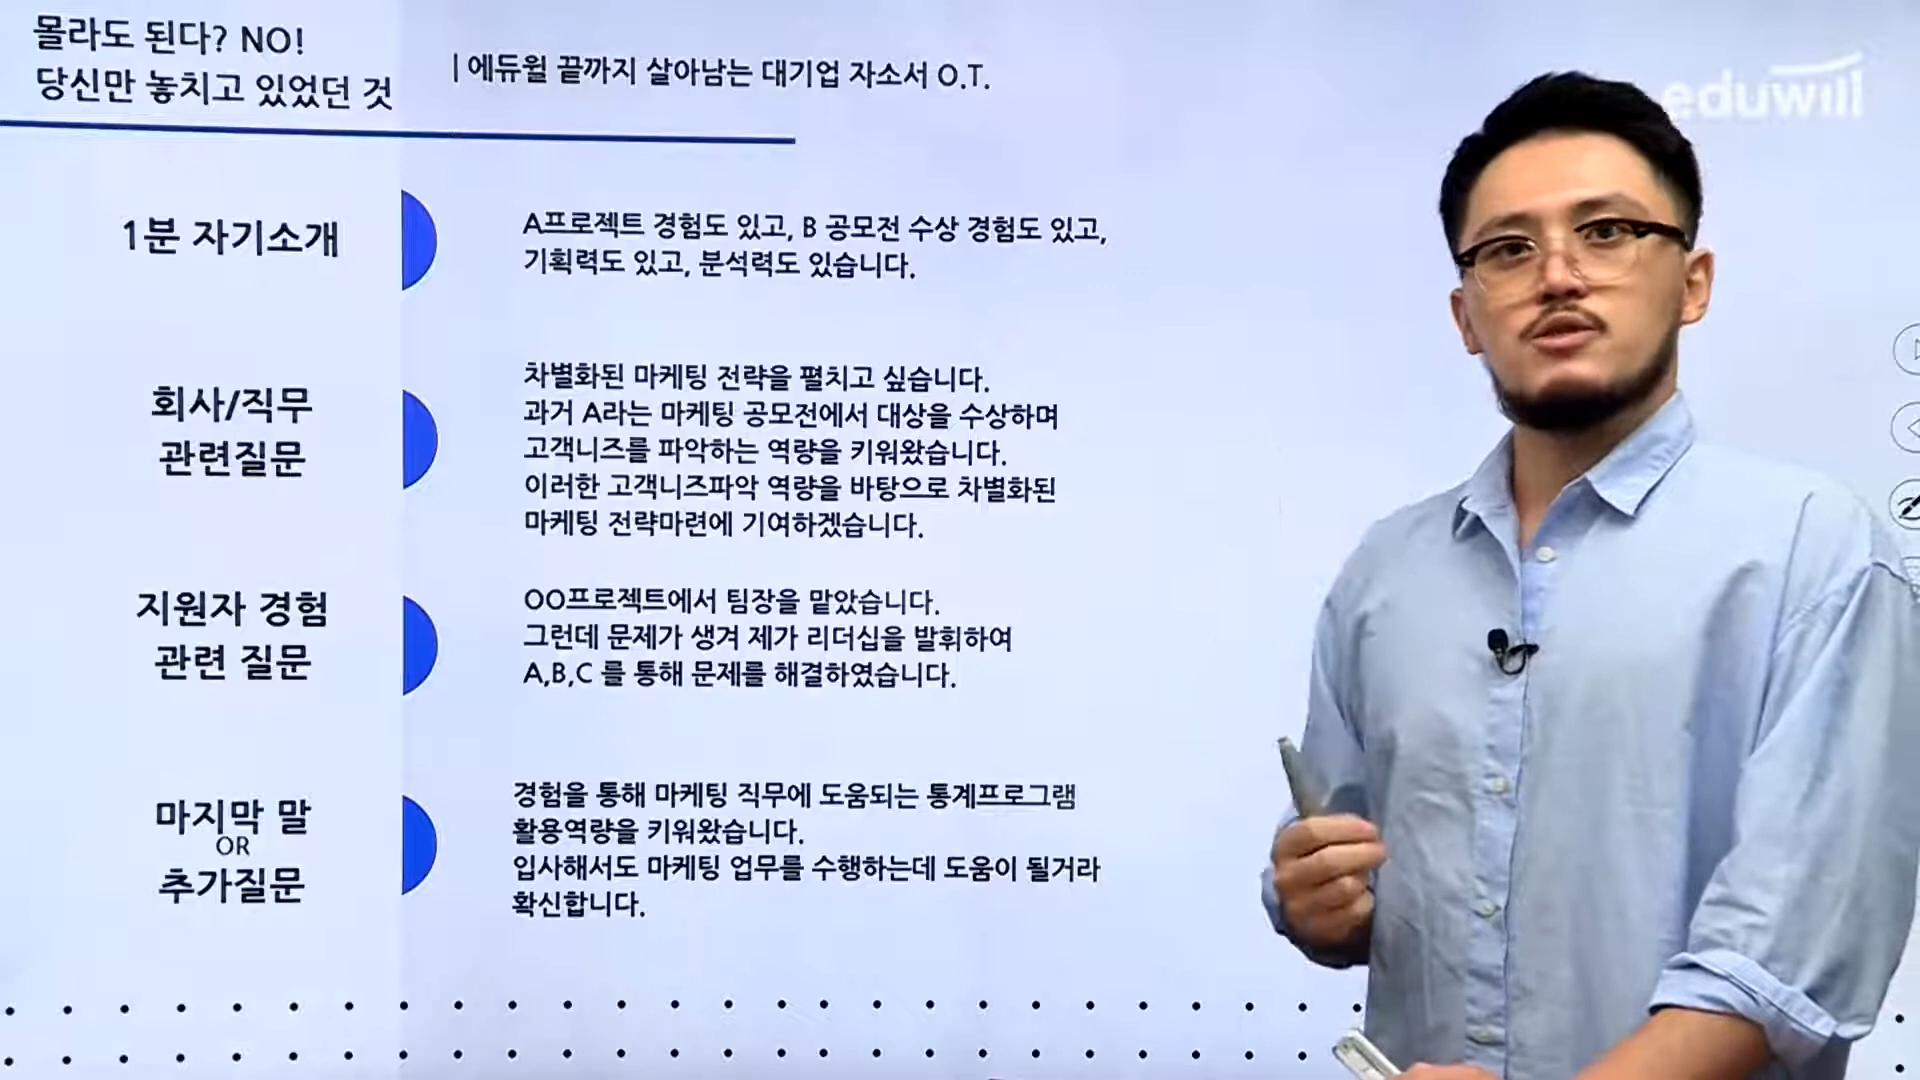 몰라도 된다? NO!
당신만 놓치고 있었던 것
| 에듀윌 끝까지 살아남는 대기업 자소서 O.T.
eduwill
1분 자기소개
A프로젝트 경험도 있고, B 공모전 수상 경험도 있고,
기획력도 있고, 분석력도 있습니다.
회사/직무
관련질문
차별화된 마케팅 전략을 펼치고 싶습니다.
과거 A라는 마케팅 공모전에서 대상을 수상하며
고객니즈를 파악하는 역량을 키워왔습니다.
이러한 고객니즈파악 역량을 바탕으로 차별화된
마케팅 전략마련에 기여하겠습니다.
지원자 경험
관련 질문
OO프로젝트에서 팀장을 맡았습니다.
그런데 문제가 생겨 제가 리더십을 발휘하여
A,B,C 를 통해 문제를 해결하였습니다.
마지막 말
OR
추가질문
경험을 통해 마케팅 직무에 도움되는 통계프로그램
활용역량을 키워왔습니다.
입사해서도 마케팅 업무를 수행하는데 도움이 될거라
확신합니다.